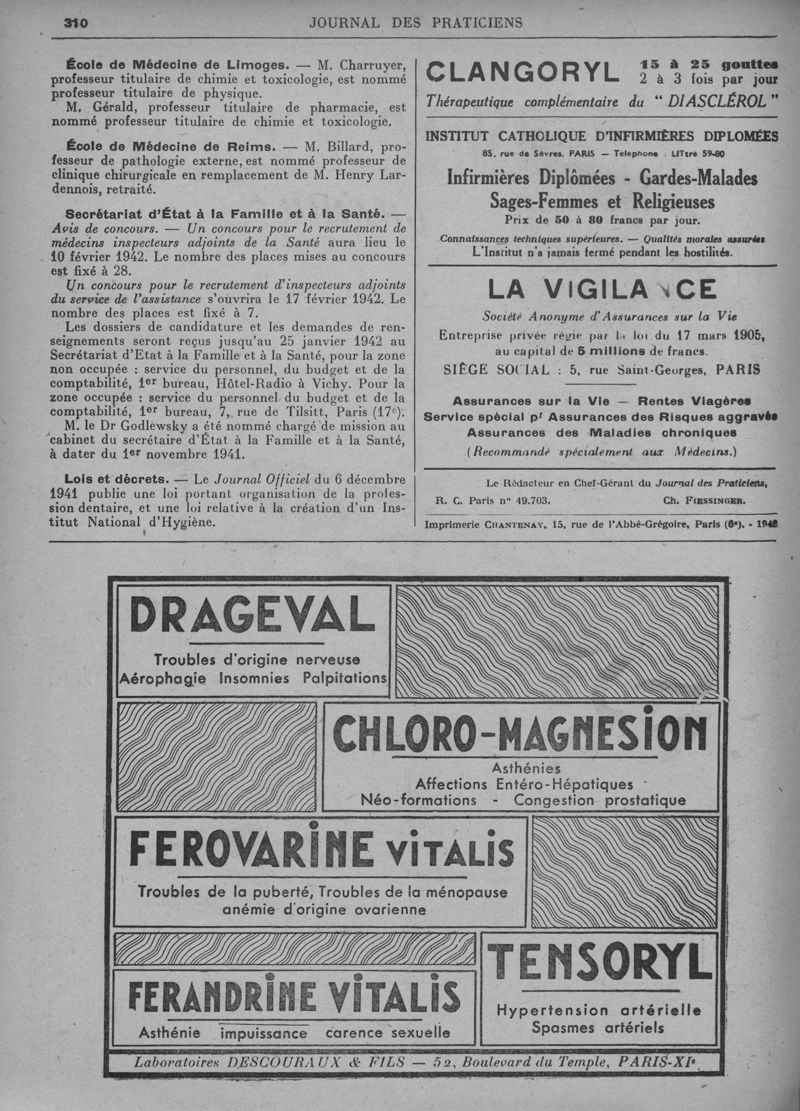 310
JOURNAL DES PRATICIENS
École de Médecine de Limoges. — M. Charruyer,
professeur titulaire de chimie et toxicologie, est nommé
professeur titulaire de physique.
M. Gérald, professeur titulaire de pharmacie, est
nommé professeur titulaire de chimie et toxicologie.
École de Médecine de Reims. — M. Billard, pro-
fesseur de pathologie externe, est nommé professeur de
clinique chirurgicale en remplacement de M. Henry Lar-
dennois, retraité.
Secrétariat d'État à la Famille et à la Santé. —
Avis de concours. — Un concours pour le recrutement de
médecins inspecteurs adjoints de la Santé aura lieu le
10 février 1942. Le nombre des places mises au concours
est fixé à 28.
Un concours pour le recrutement d'inspecteurs adjoints
du service de l'assistance s'ouvrira le 17 février 1942. Le
nombre des places est fixé à 7.
Les dossiers de candidature et les demandes de ren-
seignements seront reçus jusqu'au 25 janvier 1942 au
Secrétariat d'Etat à la Famille et à la Santé, pour la zone
non occupée : service du personnel, du budget et de la
comptabilité, 1er bureau, Hôtel-Radio à Vichy. Pour la
zone occupée : service du personnel du budget et de la
comptabilité, 1er bureau, 7, rue de Tilsitt, Paris (17e).
M. le Dr Godlewsky a été nommé chargé de mission au
cabinet du secrétaire d'État à la Famille et à la Santé,
à dater du 1er novembre 1941.
Lois et décrets. — Le Journal Officiel du 6 décembre
1941 publie une loi portant organisation de la profes-
sion dentaire, et une loi relative à la création d'un Ins-
titut National d'Hygiène.
CLANGORYL 15 à 25 gouttes
2 à 3 fois par jour
Thérapeutique complémentaire du " DIASCLÉROL "
INSTITUT CATHOLIQUE D'INFIRMIÈRES DIPLOMÉES
85, rue de Sèvres, PARIS — Telephone : LITtré 59-80
Infirmières Diplômées - Gardes-Malades
Sages-Femmes et Religieuses
Prix de 50 à 80 francs par jour.
Connaissances techniques supérieures. — Qualités morales assurées
L'Institut n'a jamais fermé pendant les hostilités.
LA ViGILA CE
Société Anonyme d'Assurances sur la Vie
Entreprise privée régie par la loi du 17 mars 1905,
au capital de 5 millions de francs.
SIÈGE SOCIAL : 5, rue Saint-Georges, PARIS
Assurances sur la Vie — Rentes Viagères
Service spécial pr Assurances des Risques aggravés
Assurances des Maladies chroniques
(Recommandé spécialement aux Médecins.)
Le Rédacteur en Chef-Gérant du Journal des Praticiens,
R. C. Paris n° 49.703. Ch. FIESSINGER.
Imprimerie CHANTENAY, 15, rue de l'Abbé-Grégoire, Paris (6e). - 1942
DRAGEVAL
Troubles d'origine nerveuse
Aérophagie Insomnies Palpitations
CHLORO-MAGNESiON
Asthénies
Affections Entéro-Hépatiques
Néo-formations - Congestion prostatique
FEROVARiNE ViTALiS
Troubles de la puberté, Troubles de la ménopause
anémie d'origine ovarienne
FERANDRiNE ViTALiS
Asthénie impuissance carence sexuelle
TENSORYL
Hypertension artérielle
Spasmes artériels
Laboratoires DESCOURAUX & FILS — 52, Boulevard du Temple, PARIS-XIe